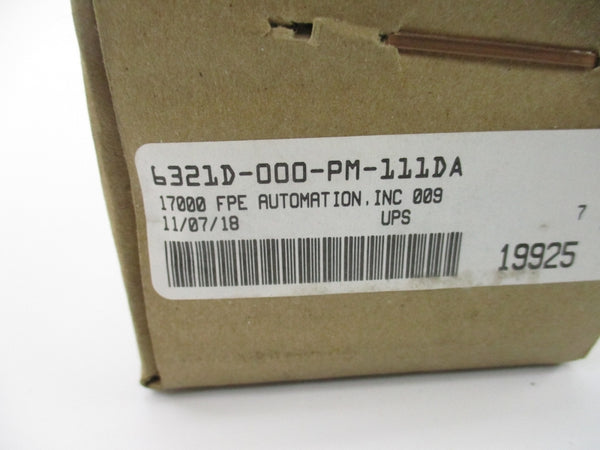 6321D-000-PM-111DA
17000 FPE AUTOMATION,INC 009
11/07/18 UPS 7
19925